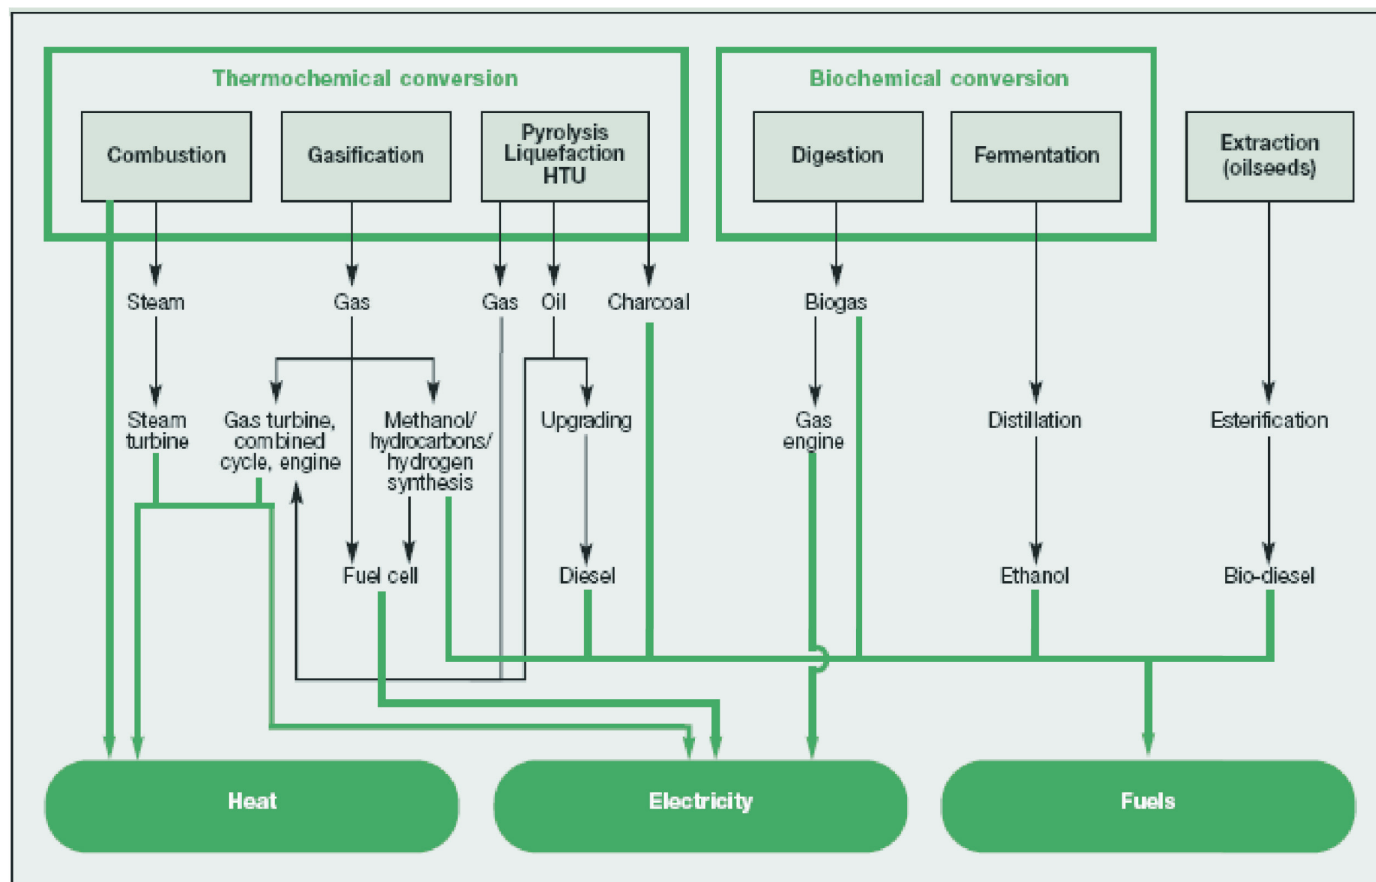 Thermochemical conversion
Biochemical conversion
Combustion
Gasification
Pyrolysis
Liquefaction
HTU
Digestion
Fermentation
Extraction
(oilseeds)
Steam
Gas
Gas
Oil
Charcoal
Biogas
Steam
turbine
Gas turbine,
combined
cycle, engine
Methanol/
hydrocarbons/
hydrogen
synthesis
Upgrading
Gas
engine
Distillation
Esterification
Fuel cell
Diesel
Ethanol
Bio-diesel
Heat
Electricity
Fuels